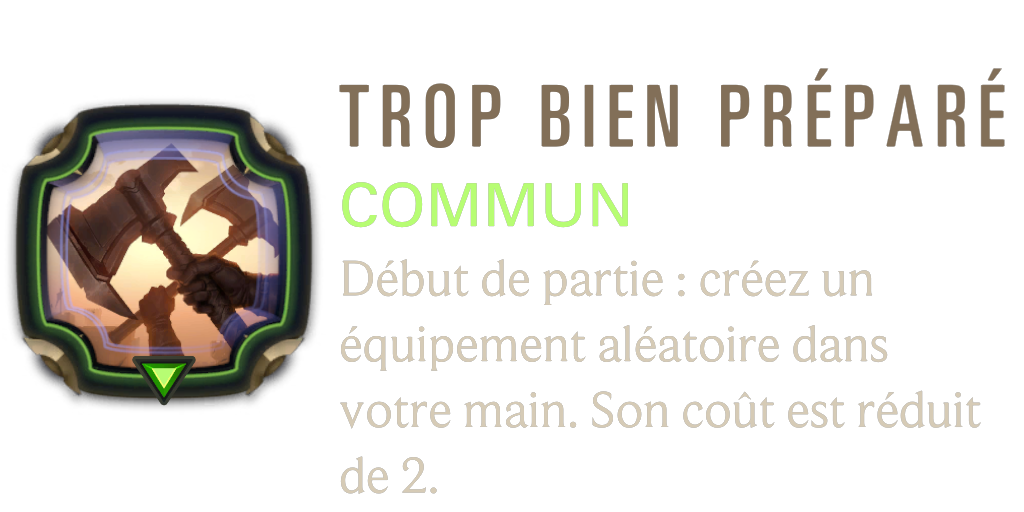 TROP BIEN PRÉPARÉ
COMMUN
Début de partie : créez un
équipement aléatoire dans
votre main. Son coût est réduit
de 2.